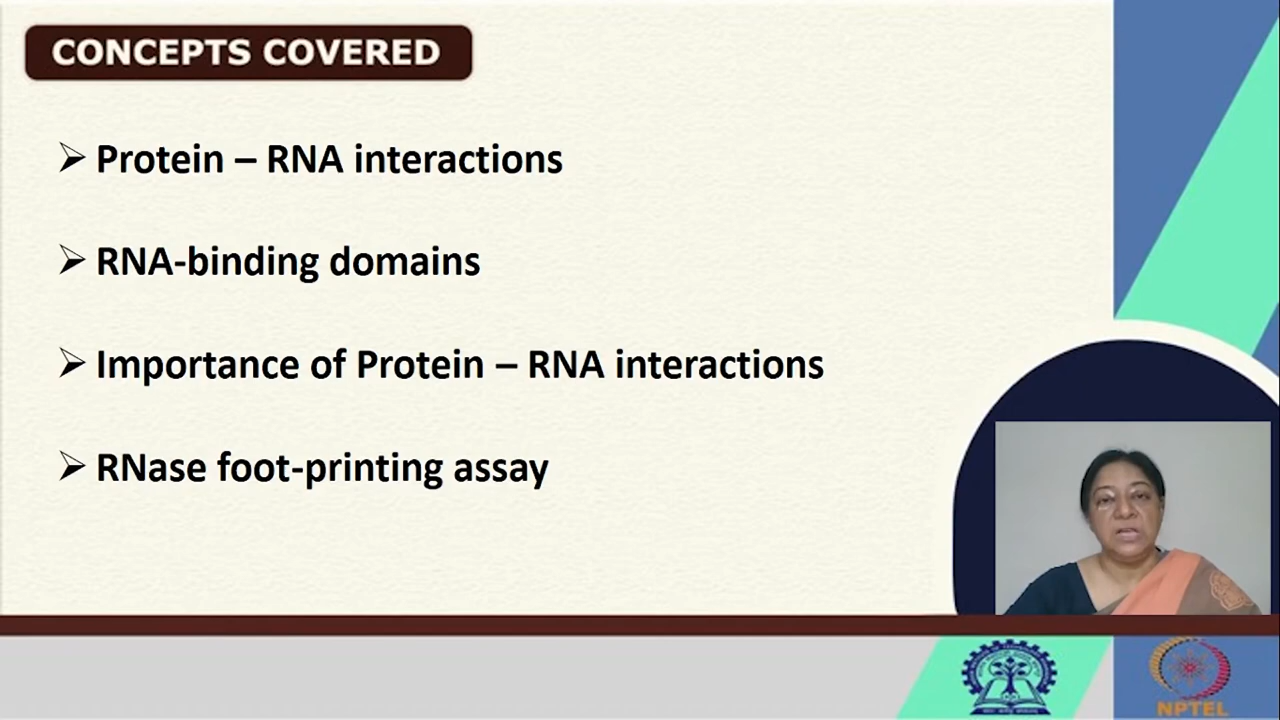 CONCEPTS COVERED
➢ Protein – RNA interactions
➢ RNA-binding domains
➢ Importance of Protein – RNA interactions
➢ RNase foot-printing assay
NPTEL